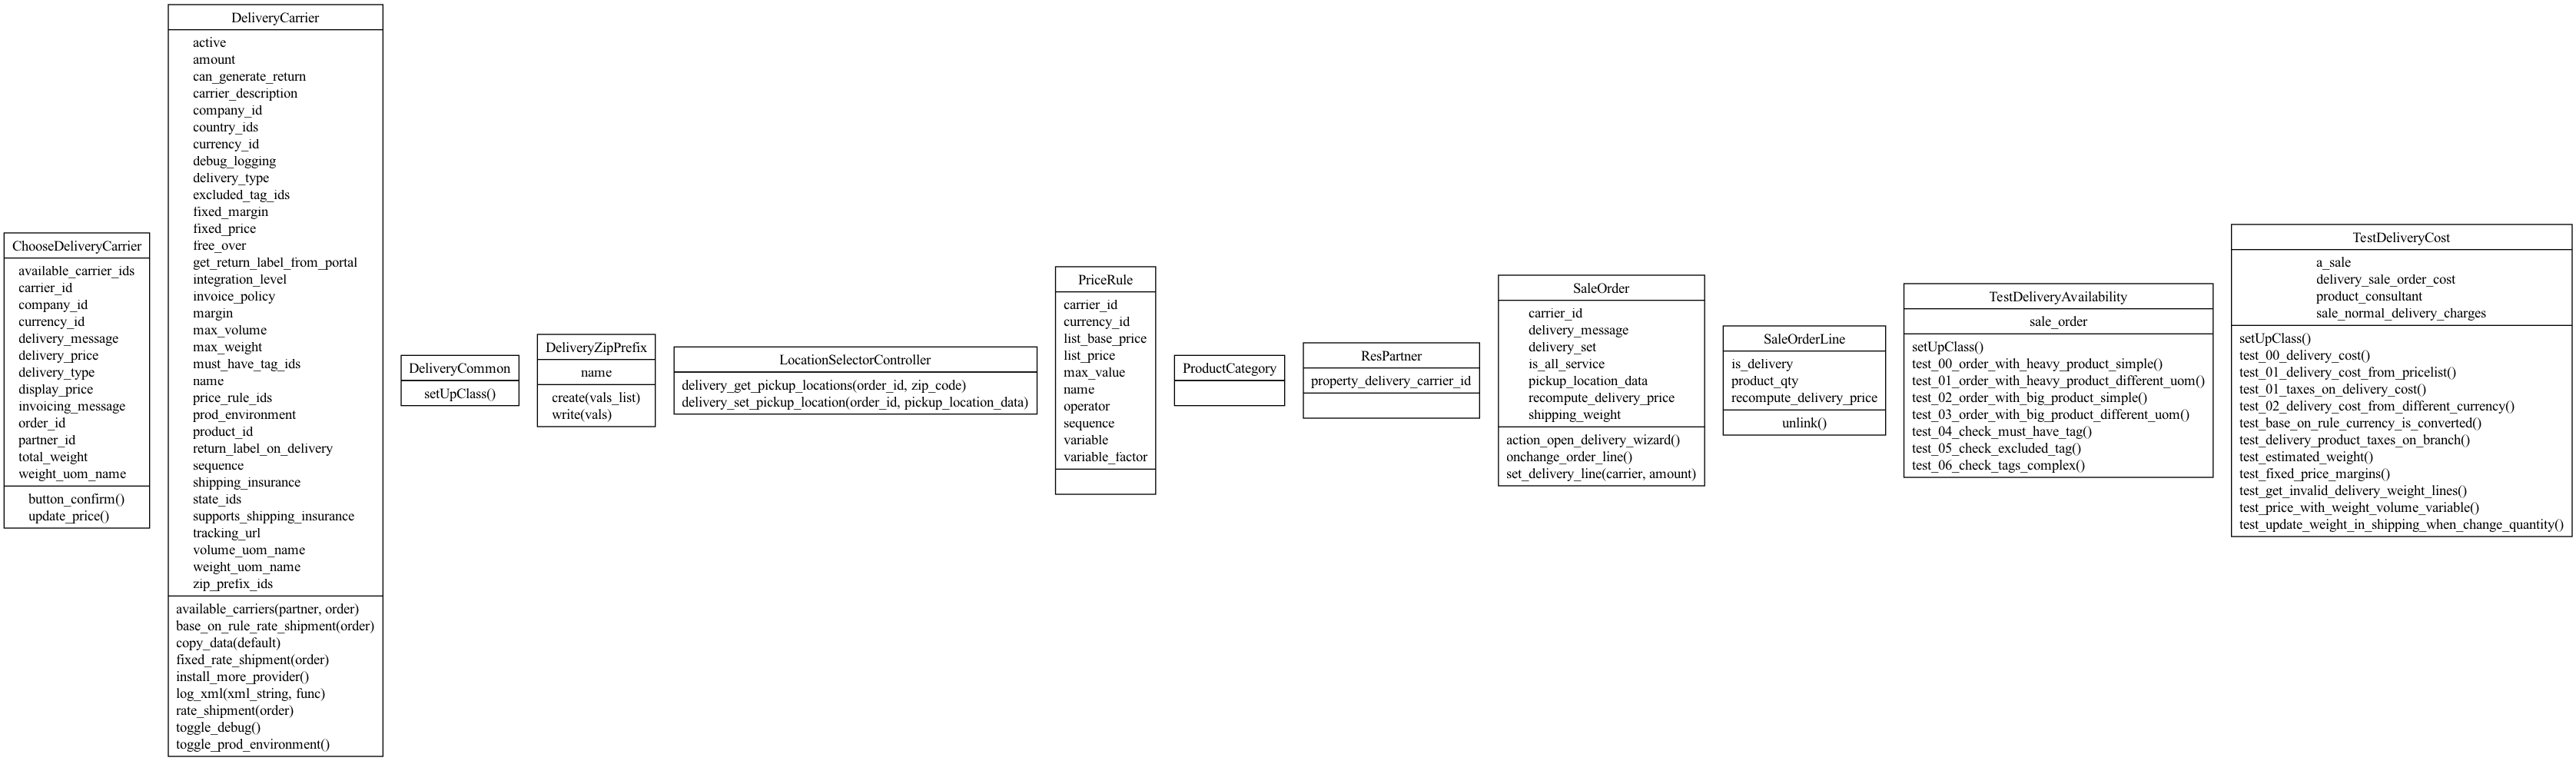 ChooseDeliveryCarrier
available_carrier_ids
carrier_id
company_id
currency_id
delivery_message
delivery_price
delivery_type
display_price
invoicing_message
order_id
partner_id
total_weight
weight_uom_name
button_confirm()
update_price()
DeliveryCarrier
active
amount
can_generate_return
carrier_description
company_id
country_ids
currency_id
debug_logging
delivery_type
excluded_tag_ids
fixed_margin
fixed_price
free_over
get_return_label_from_portal
integration_level
invoice_policy
margin
max_volume
max_weight
must_have_tag_ids
name
price_rule_ids
prod_environment
product_id
return_label_on_delivery
sequence
shipping_insurance
state_ids
supports_shipping_insurance
tracking_url
volume_uom_name
weight_uom_name
zip_prefix_ids
available_carriers(partner, order)
base_on_rule_rate_shipment(order)
copy_data(default)
fixed_rate_shipment(order)
install_more_provider()
log_xml(xml_string, func)
rate_shipment(order)
toggle_debug()
toggle_prod_environment()
DeliveryCommon
setUpClass()
DeliveryZipPrefix
name
create(vals_list)
write(vals)
LocationSelectorController
delivery_get_pickup_locations(order_id, zip_code)
delivery_set_pickup_location(order_id, pickup_location_data)
PriceRule
carrier_id
currency_id
list_base_price
list_price
max_value
name
operator
sequence
variable
variable_factor
ProductCategory
ResPartner
property_delivery_carrier_id
SaleOrder
carrier_id
delivery_message
delivery_set
is_all_service
pickup_location_data
recompute_delivery_price
shipping_weight
action_open_delivery_wizard()
onchange_order_line()
set_delivery_line(carrier, amount)
SaleOrderLine
is_delivery
product_qty
recompute_delivery_price
unlink()
TestDeliveryAvailability
sale_order
setUpClass()
test_00_order_with_heavy_product_simple()
test_01_order_with_heavy_product_different_uom()
test_02_order_with_big_product_simple()
test_03_order_with_big_product_different_uom()
test_04_check_must_have_tag()
test_05_check_excluded_tag()
test_06_check_tags_complex()
TestDeliveryCost
a_sale
delivery_sale_order_cost
product_consultant
sale_normal_delivery_charges
setUpClass()
test_00_delivery_cost()
test_01_delivery_cost_from_pricelist()
test_01_taxes_on_delivery_cost()
test_02_delivery_cost_from_different_currency()
test_base_on_rule_currency_is_converted()
test_delivery_product_taxes_on_branch()
test_estimated_weight()
test_fixed_price_margins()
test_get_invalid_delivery_weight_lines()
test_price_with_weight_volume_variable()
test_update_weight_in_shipping_when_change_quantity()